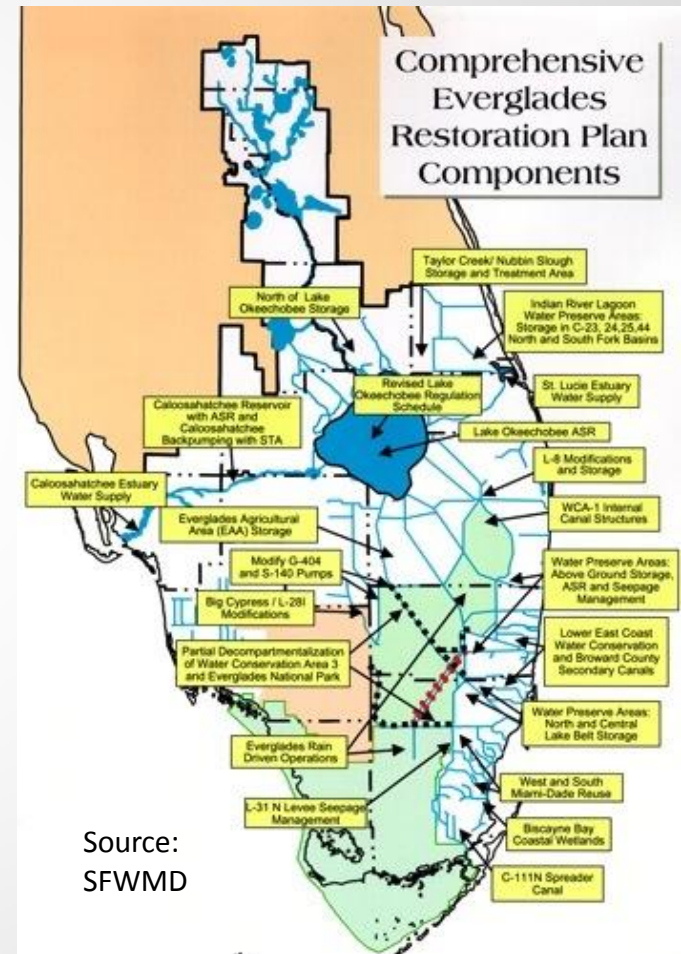 Comprehensive
Everglades
Restoration Plan
Components
Taylor Creek/ Nubbin Slough
Storage and Treatment Area
North of Lake
Okeechobee Storage
Indian River Lagoon
Water Preserve Areas:
Storage in C-23, 24,25,44
North and South Fork Basins
Revised Lake
Okeechobee Regulation
Schedule
St. Lucie Estuary
Water Supply
Caloosahatchee Reservoir
with ASR and
Caloosahatchee
Backpumping with STA
Lake Okeechobee ASR
L-8 Modifications
and Storage
Caloosahatchee Estuary
Water Supply
WCA-1 Internal
Canal Structures
Everglades Agricultural
Area (EAA) Storage
Modify G-404
and S-140 Pumps
Water Preserve Areas:
Above Ground Storage,
ASR and Seepage
Management
Big Cypress / L-28I
Modifications
Lower East Coast
Water Conservation
and Broward County
Secondary Canals
Partial Decompartmentalization
of Water Conservation Area 3
and Everglades National Park
Water Preserve Areas:
North and Central
Lake Belt Storage
Everglades Rain
Driven Operations
West and South
Miami-Dade Reuse
L-31 N Levee Seepage
Management
Biscayne Bay
Coastal Wetlands
C-111N Spreader
Canal
Source:
SFWMD